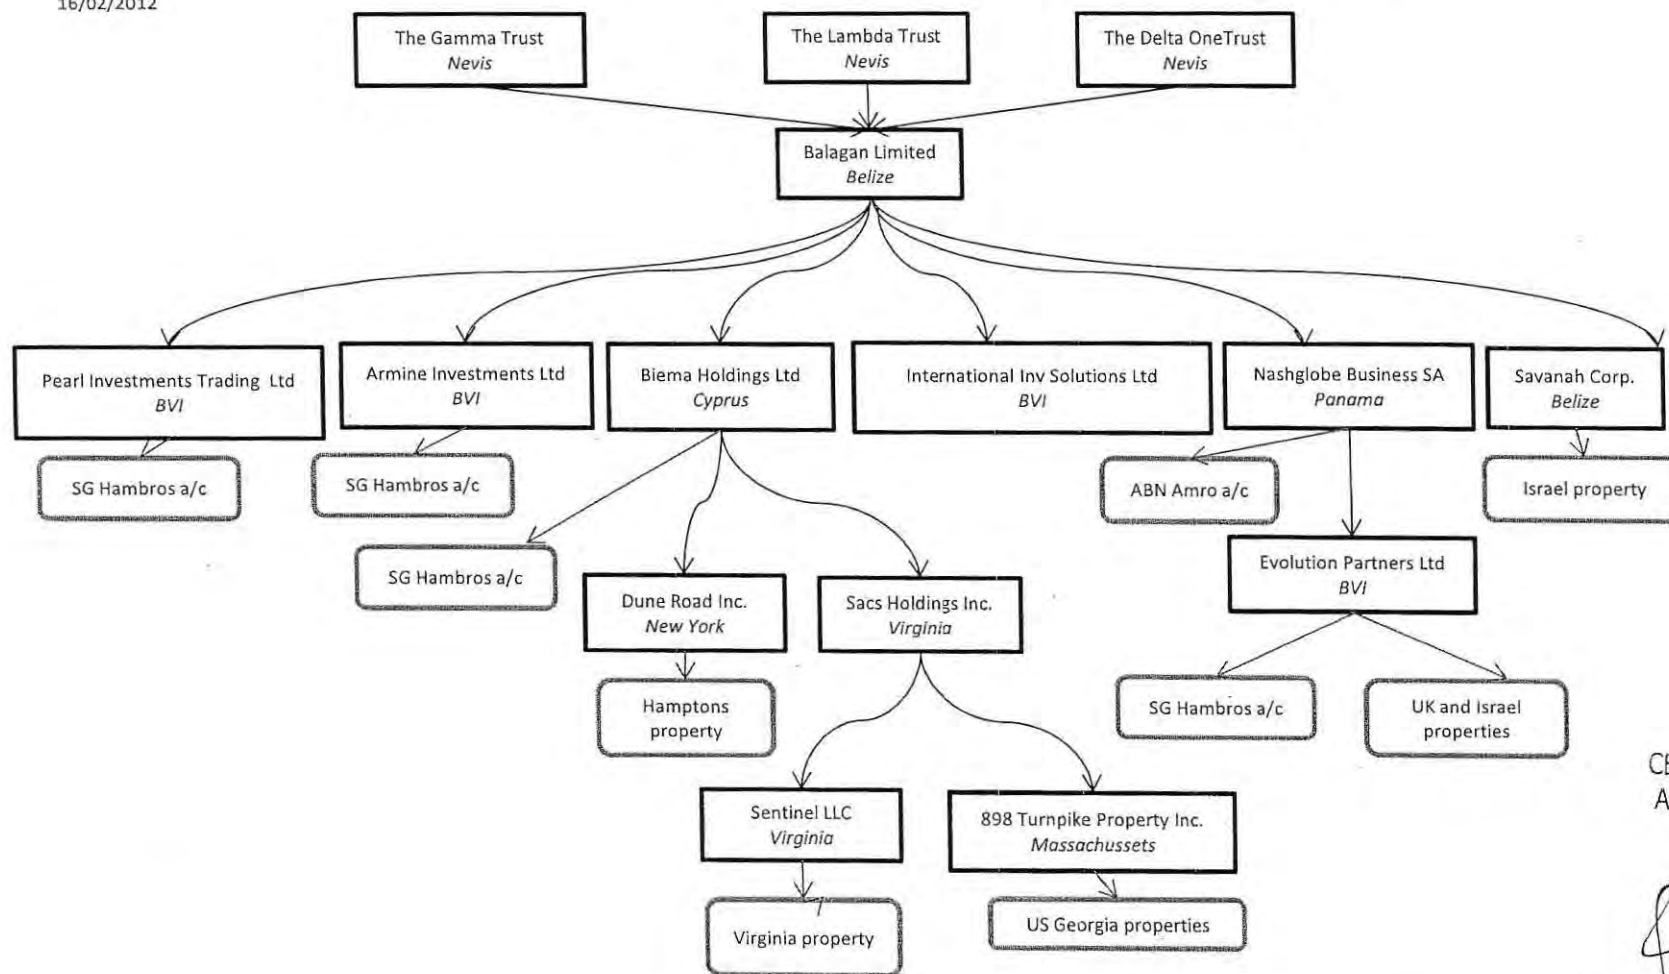 16/02/2012
The Gamma Trust
Nevis
The Lambda Trust
Nevis
The Delta OneTrust
Nevis
Balagan Limited
Belize
Pearl Investments Trading Ltd
BVI
Armine Investments Ltd
BVI
Biema Holdings Ltd
Cyprus
International Inv Solutions Ltd
BVI
Nashglobe Business SA
Panama
Savanah Corp.
Belize
SG Hambros a/c
SG Hambros a/c
SG Hambros a/c
ABN Amro a/c
Israel property
Dune Road Inc.
New York
Sacs Holdings Inc.
Virginia
Evolution Partners Ltd
BVI
Hamptons
property
SG Hambros a/c
UK and Israel
properties
Sentinel LLC
Virginia
898 Turnpike Property Inc.
Massachussets
Virginia property
US Georgia properties